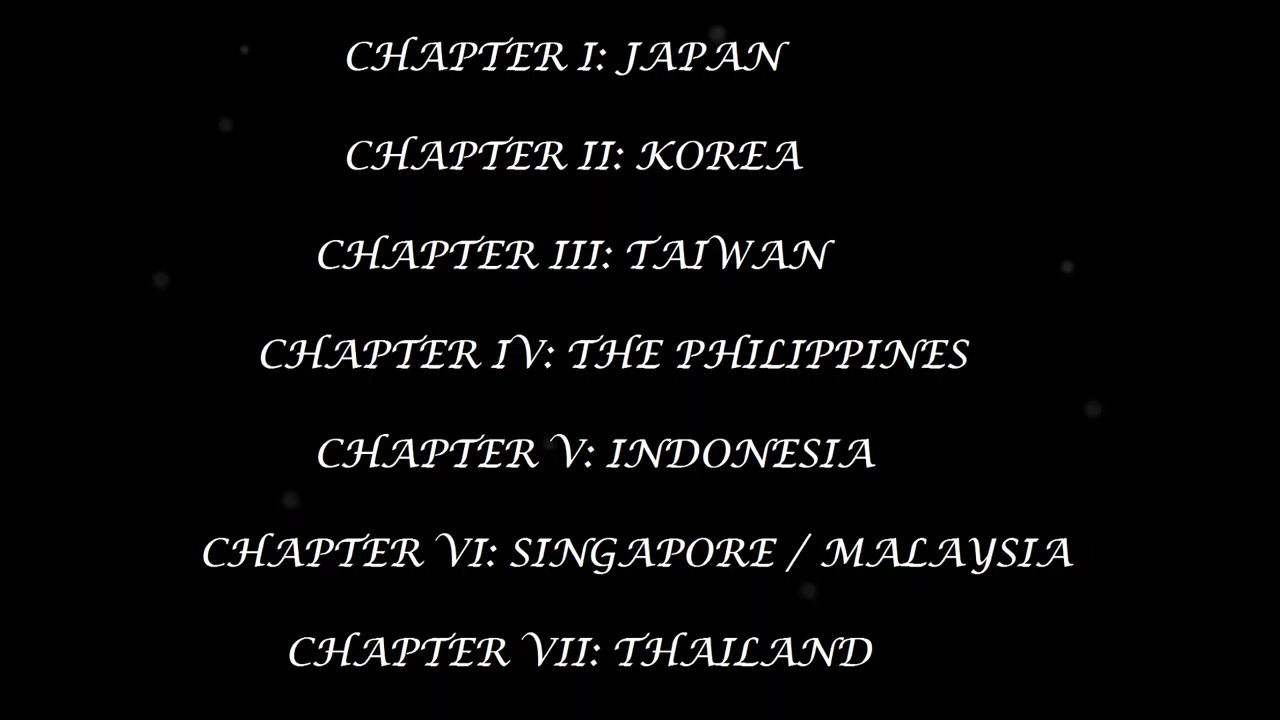 CHAPTER I: JAPAN
CHAPTER II: KOREA
CHAPTER III: TAIWAN
CHAPTER IV: THE PHILIPPINES
CHAPTER V: INDONESIA
CHAPTER VI: SINGAPORE / MALAYSIA
CHAPTER VII: THAILAND